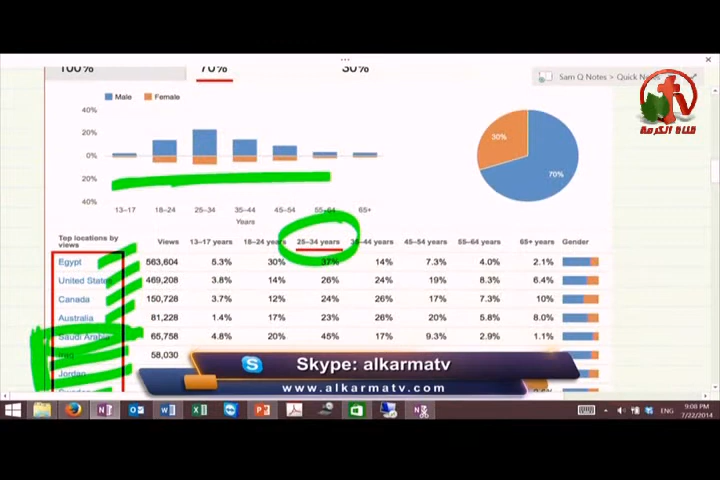 100% 70% 30%
Sam Q Notes > Quick Notes
قناة الكرمة
Male Female
40%
20%
0%
20%
40%
13–17 18–24 25–34 35–44 45–54 55–64 65+
Years
30%
70%
Top locations by views Views 13–17 years 18–24 years 25–34 years 35–44 years 45–54 years 55–64 years 65+ years Gender
Egypt 563,604 5.3% 30% 37% 14% 7.3% 4.0% 2.1%
United States 469,208 3.8% 14% 26% 24% 19% 8.3% 6.4%
Canada 150,728 3.7% 12% 24% 26% 17% 7.3% 10%
Australia 81,228 1.4% 17% 23% 26% 20% 5.8% 8.0%
Saudi Arabia 65,758 4.8% 20% 45% 17% 9.3% 2.9% 1.1%
Iraq 58,030
Jordan
Skype: alkarmatv
www.alkarmatv.com
ENG 9:08 PM
7/22/2014